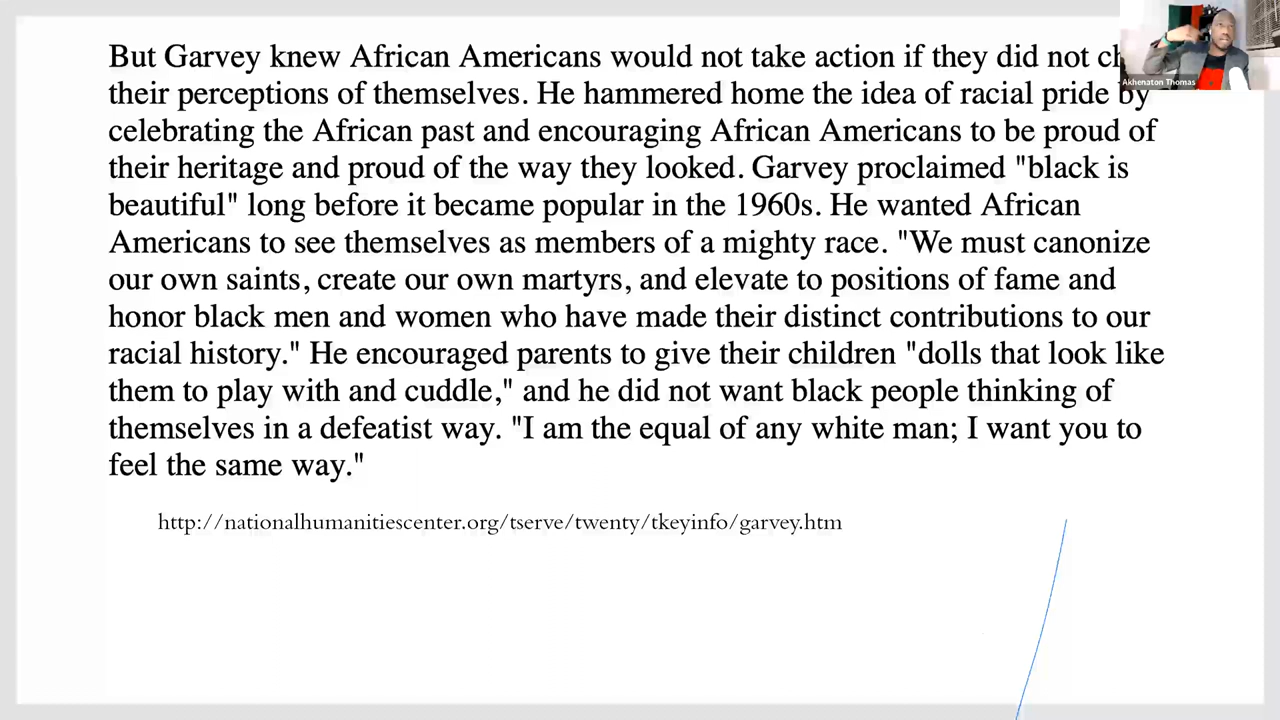 But Garvey knew African Americans would not take action if they did not
their perceptions of themselves. He hammered home the idea of racial pride by
celebrating the African past and encouraging African Americans to be proud of
their heritage and proud of the way they looked. Garvey proclaimed "black is
beautiful" long before it became popular in the 1960s. He wanted African
Americans to see themselves as members of a mighty race. "We must canonize
our own saints, create our own martyrs, and elevate to positions of fame and
honor black men and women who have made their distinct contributions to our
racial history." He encouraged parents to give their children "dolls that look like
them to play with and cuddle," and he did not want black people thinking of
themselves in a defeatist way. "I am the equal of any white man; I want you to
feel the same way."
http://nationalhumanitiescenter.org/tserve/twenty/tkeyinfo/garvey.htm
Akhenaton Thomas